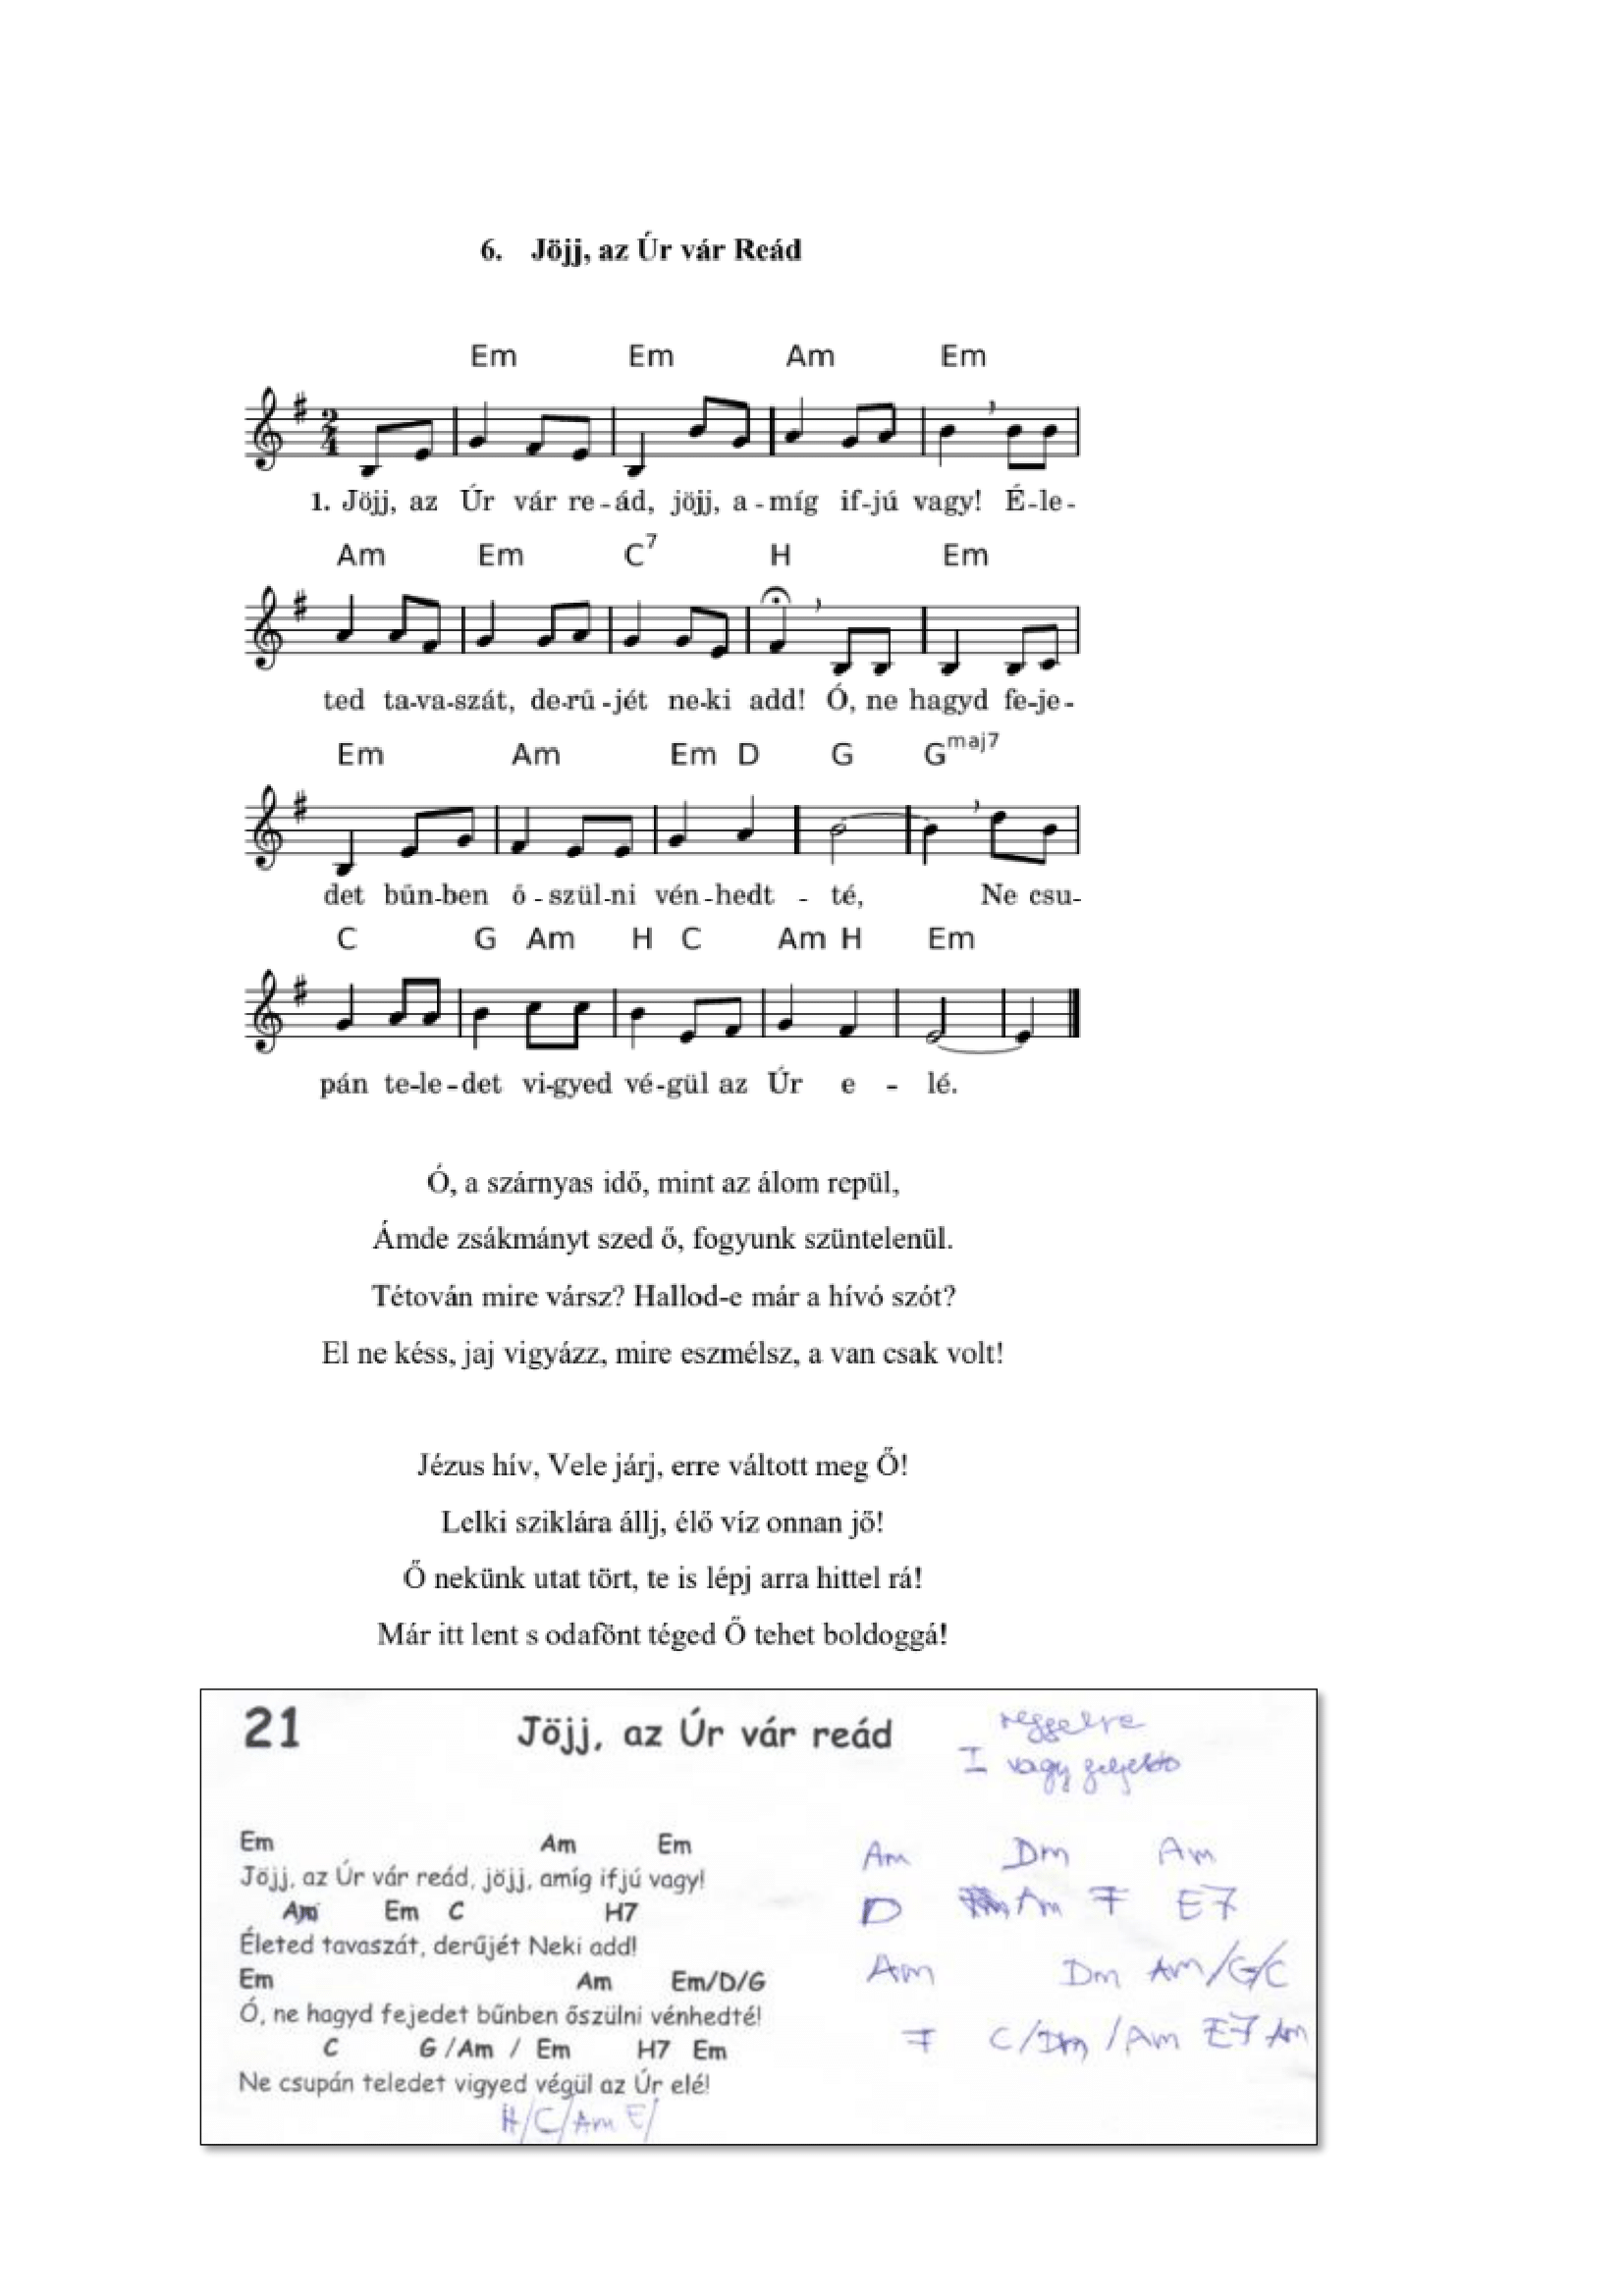 6. Jöjj, az Úr vár Reád
Em Em Am Em
2
4
1. Jöjj, az Úr vár re-ád, jöjj, a-míg if-jú vagy! É-le-
Am Em C7 H Em
ted ta-va-szát, de-rű-jét ne-ki add! Ó, ne hagyd fe-je-
Em Am Em D G Gmaj7
det bűn-ben ő-szül-ni vén-hedt - té, Ne csu-
C G Am H C Am H Em
pán te-le-det vi-gyed vé-gül az Úr e - lé.
Ó, a szárnyas idő, mint az álom repül,
Ámde zsákmányt szed ő, fogyunk szüntelenül.
Tétován mire vársz? Hallod-e már a hívó szót?
El ne késs, jaj vigyázz, mire eszmélsz, a van csak volt!
Jézus hív, Vele járj, erre váltott meg Ő!
Lelki sziklára állj, élő víz onnan jő!
Ő nekünk utat tört, te is lépj arra hittel rá!
Már itt lent s odafönt téged Ő tehet boldoggá!
21 Jöjj, az Úr vár reád
reggelre
I vagy
Em Am Em
Jöjj, az Úr vár reád, jöjj, amíg ifjú vagy!
Am Em C H7
Életed tavaszát, derűjét Neki add!
Em Am Em/D/G
Ó, ne hagyd fejedet bűnben őszülni vénhedté!
C G /Am / Em H7 Em
Ne csupán teledet vigyed végül az Úr elé!
H/C/Am E/
Am Dm Am
D Am F E7
Am Dm Am/G/C
F C/Dm/Am E7 Am